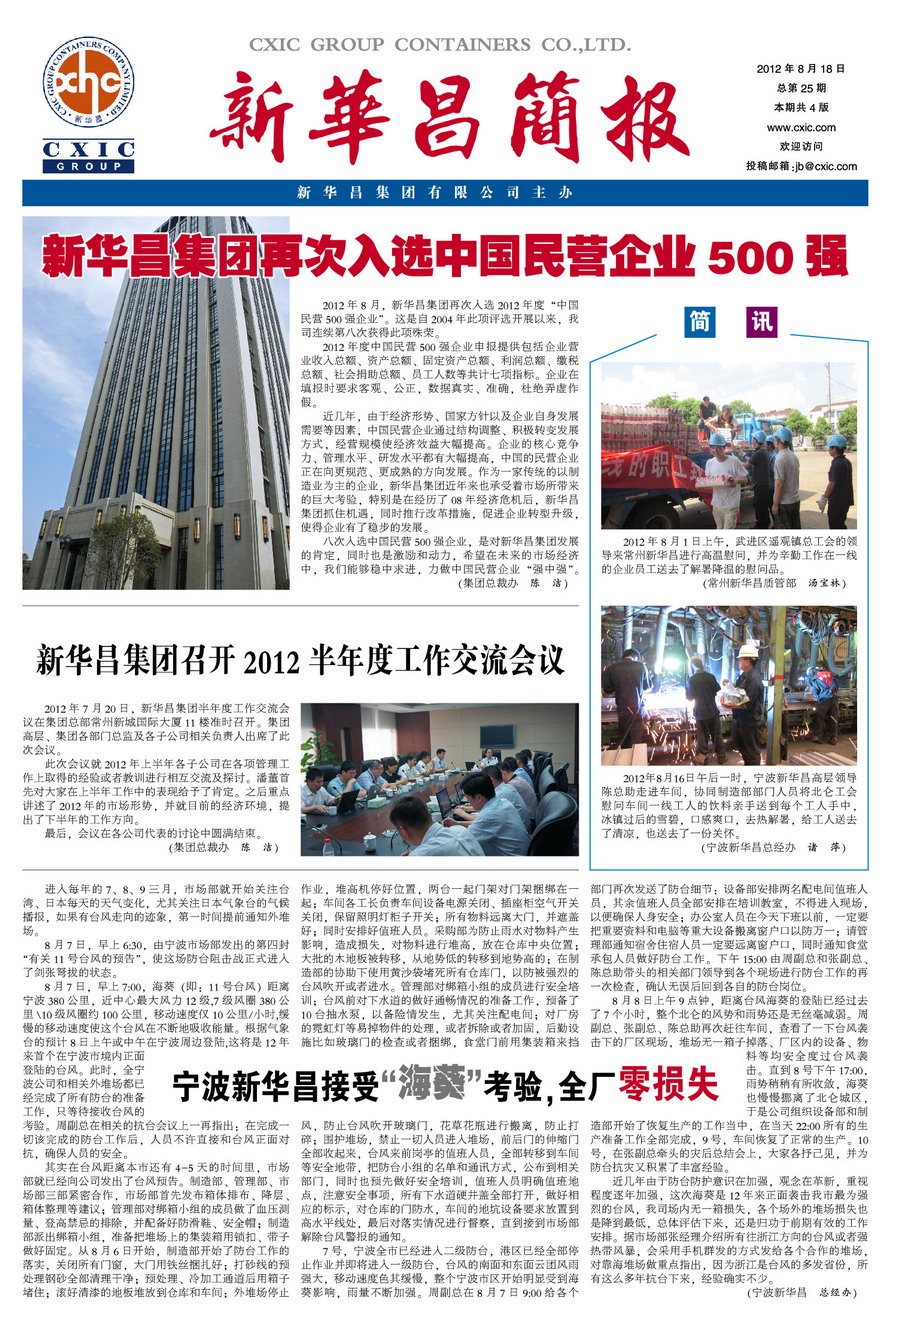 CXIC GROUP CONTAINERS CO.,LTD.
CXIC GROUP CONTAINERS COMPANY LIMITED
xhc
·新华昌·
CXIC
GROUP
新華昌簡报
2012 年 8 月 18 日
总第 25 期
本期共 4 版
www.cxic.com
欢迎访问
投稿邮箱:jb@cxic.com
新华昌集团有限公司主办
新华昌集团再次入选中国民营企业 500 强
2012 年 8 月，新华昌集团再次入选 2012 年度“中国
民营 500 强企业”。这是自 2004 年此项评选开展以来，我
司连续第八次获得此项殊荣。
2012 年度中国民营 500 强企业申报提供包括企业营
业收入总额、资产总额、固定资产总额、利润总额、缴税
总额、社会捐助总额、员工人数等共计七项指标。企业在
填报时要求客观、公正，数据真实、准确，杜绝弄虚作
假。
近几年，由于经济形势、国家方针以及企业自身发展
需要等因素，中国民营企业通过结构调整、积极转变发展
方式，经营规模使经济效益大幅提高。企业的核心竞争
力、管理水平、研发水平都有大幅提高，中国的民营企业
正在向更规范、更成熟的方向发展。作为一家传统的以制
造业为主的企业，新华昌集团近年来也承受着市场所带来
的巨大考验，特别是在经历了 08 年经济危机后，新华昌
集团抓住机遇，同时推行改革措施，促进企业转型升级，
使得企业有了稳步的发展。
八次入选中国民营 500 强企业，是对新华昌集团发展
的肯定，同时也是激励和动力，希望在未来的市场经济
中，我们能够稳中求进，力做中国民营企业“强中强”。
(集团总裁办 陈 洁)
简 讯
线的职工
2012 年 8 月 1 日上午，武进区遥观镇总工会的领
导来常州新华昌进行高温慰问，并为辛勤工作在一线
的企业员工送去了解暑降温的慰问品。
(常州新华昌质管部 汤宝林)
2012年8月16日午后一时，宁波新华昌高层领导
陈总助走进车间，协同制造部部门人员将北仑工会
慰问车间一线工人的饮料亲手送到每个工人手中，
冰镇过后的雪碧，口感爽口，去热解暑，给工人送去
了清凉，也送去了一份关怀。
(宁波新华昌总经办 诸 萍)
新华昌集团召开 2012 半年度工作交流会议
2012 年 7 月 20 日，新华昌集团半年度工作交流会
议在集团总部常州新城国际大厦 11 楼准时召开。集团
高层、集团各部门总监及各子公司相关负责人出席了此
次会议。
此次会议就 2012 年上半年各子公司在各项管理工
作上取得的经验或者教训进行相互交流及探讨。潘董首
先对大家在上半年工作中的表现给予了肯定。之后重点
讲述了 2012 年的市场形势，并就目前的经济环境，提
出了下半年的工作方向。
最后，会议在各公司代表的讨论中圆满结束。
(集团总裁办 陈 洁)
宁波新华昌接受“海葵”考验,全厂零损失
进入每年的 7、8、9 三月，市场部就开始关注台
湾、日本每天的天气变化，尤其关注日本气象台的气候
播报，如果有台风走向的迹象，第一时间提前通知外堆
场。
8 月 7 日，早上 6:30，由宁波市场部发出的第四封
“有关 11 号台风的预告”，使这场防台阻击战正式进入
了剑张弩拔的状态。
8 月 7 日，早上 7:00，海葵（即：11 号台风）距离
宁波 380 公里，近中心最大风力 12 级,7 级风圈 380 公
里 \10 级风圈约 100 公里，移动速度仅 10 公里/小时,缓
慢的移动速度使这个台风在不断地吸收能量。根据气象
台的预计 8 日上午或中午在宁波周边登陆,这将是 12 年
来首个在宁波市境内正面
登陆的台风。此时，全宁
波公司和相关外堆场都已
经完成了所有防台的准备
工作，只等待接收台风的
考验。周副总在相关的抗台会议上一再指出：在完成一
切该完成的防台工作后，人员不许直接和台风正面对
抗，确保人员的安全。
其实在台风距离本市还有 4-5 天的时间里，市场
部就已经向公司发出了台风预告。制造部、管理部、市
场部三部紧密合作，市场部首先发布箱体排布、降层、
箱体整理等建议；管理部对绑箱小组的成员做了血压测
量、登高禁忌的排除，并配备好防滑鞋、安全帽；制造
部派出绑箱小组，准备把堆场上的集装箱用锁扣、带子
做好固定。从 8 月 6 日开始，制造部开始了防台工作的
落实，关闭所有门窗，大门用铁丝捆扎好；打砂线的预
处理钢砂全部清理干净；预处理、冷加工通道后用箱子
堵住；滚好清漆的地板堆放到仓库和车间；外堆场停止
作业，堆高机停好位置，两台一起门架对门架捆绑在一
起；车间各工长负责车间设备电源关闭、插座柜空气开关
关闭，保留照明灯柜子开关；所有物料远离大门，并遮盖
好；同时安排好值班人员。采购部为防止雨水对物料产生
影响，造成损失，对物料进行堆高，放在仓库中央位置；
大批的木地板被转移，从地势低的转移到地势高的；在制
造部的协助下使用黄沙袋堵死所有仓库门，以防被强烈的
台风吹开或者进水。管理部对绑箱小组的成员进行安全培
训；台风前对下水道的做好通畅情况的准备工作，预备了
10 台抽水泵，以备险情发生，尤其关注配电间；对厂房
的霓虹灯等易掉物件的处理，或者拆除或者加固，后勤设
施比如玻璃门的检查或者捆绑，食堂门前用集装箱来挡
风，防止台风吹开玻璃门，花草花瓶进行搬离，防止打
碎；围护堆场，禁止一切人员进入堆场，前后门的伸缩门
全部收起来，台风来前岗亭的值班人员，全部转移到车间
等安全地带，把防台小组的名单和通讯方式，公布到相关
部门，同时也预先做好安全培训，值班人员明确值班地
点，注意安全事项，所有下水道硬井盖全部打开，做好相
应的标示，对仓库的门防水，车间的地坑设备要求放置到
高水平线处，最后对落实情况进行督察，直到接到市场部
解除台风警报的通知。
7 号，宁波全市已经进入二级防台，港区已经全部停
止作业并即将进入一级防台，台风的南面和东面云团风雨
强大，移动速度色其缓慢，整个宁波市区开始明显受到海
葵影响，雨量不断加强。周副总在 8 月 7 日 9:00 给各个
部门再次发送了防台细节：设备部安排两名配电间值班人
员，其余值班人员全部安排在培训教室，不得进入现场，
以便确保人身安全；办公室人员在今天下班以前，一定要
把重要资料和电脑等重大设备搬离窗户口以防万一；请管
理部通知宿舍住宿人员一定要远离窗户口，同时通知食堂
承包人员做好防台工作。下午 15:00 由周副总和张副总、
陈总助带头的相关部门领导到各个现场进行防台工作的再
一次检查，确认无误后回到各自的防台岗位。
8 月 8 日上午 9 点钟，距离台风海葵的登陆已经过去
了 7 个小时，整个北仑的风势和雨势还是无丝毫减弱。周
副总、张副总、陈总助再次赶往车间，查看了一下台风袭
击下的厂区现场，堆场无一箱子掉落、厂区内的设备、物
料等均安全度过台风袭
击。直到 8 号下午 17:00，
雨势稍稍有所收敛，海葵
也慢慢挪离了北仑城区，
于是公司组织设备部和制
造部开始了恢复生产的工作当中，在当天 22:00 所有的生
产准备工作全部完成，9 号，车间恢复了正常的生产。10
号，在张副总牵头的灾后总结会上，大家各抒己见，并为
防台抗灾又积累了丰富经验。
近几年由于防台防护意识在加强，观念在革新，重视
程度逐年加强，这次海葵是 12 年来正面袭击我市最为强
烈的台风，我司场内无一箱损失，各个场外的堆场损失也
是降到最低，总体评估下来，还是归功于前期有效的工作
安排。据市场部张经理介绍所有往浙江方向的台风或者强
热带风暴，会采用手机群发的方式发给各个合作的堆场，
对靠海堆场做重点指出，因为浙江是台风的多发省份，所
有这么多年抗台下来，经验确实不少。
(宁波新华昌 总经办)